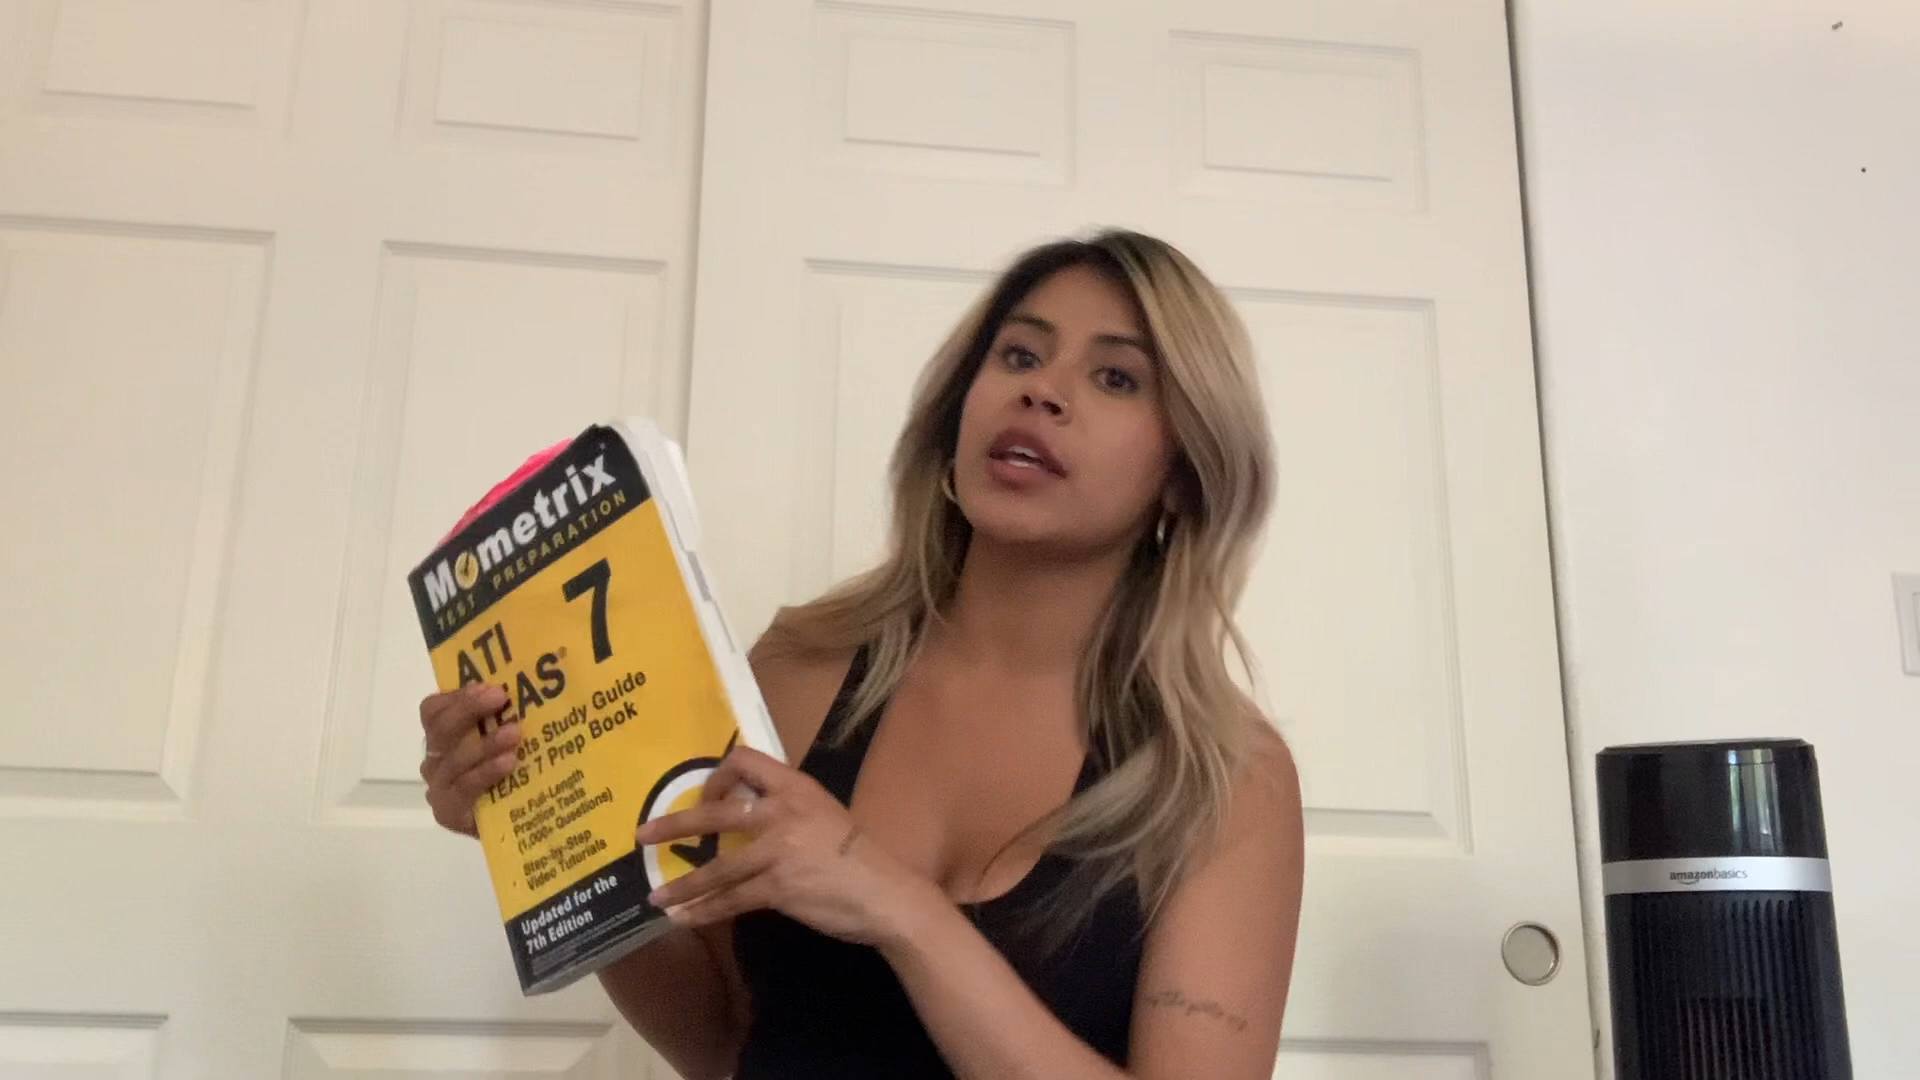 Mometrix
TEST PREPARATION
ATI
TEAS® 7
ets Study Guide
TEAS® 7 Prep Book
Six Full-Length
Practice Tests
(1,000+ Questions)
Step-by-Step
Video Tutorials
Updated for the
7th Edition
amazonbasics